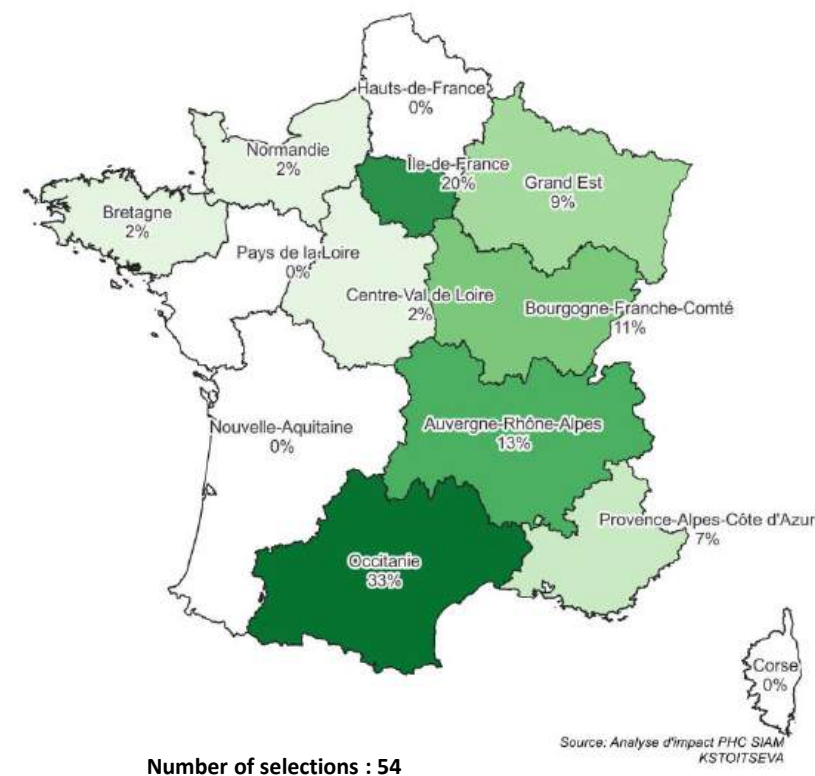 Hauts-de-France
0%
Normandie
2%
Île-de-France
20%
Grand Est
9%
Bretagne
2%
Pays de la Loire
0%
Centre-Val de Loire
2%
Bourgogne-Franche-Comté
11%
Nouvelle-Aquitaine
0%
Auvergne-Rhône-Alpes
13%
Provence-Alpes-Côte d'Azur
7%
Occitanie
33%
Corse
0%
Source: Analyse d'impact PHC SIAM
KSTOITSEVA
Number of selections : 54